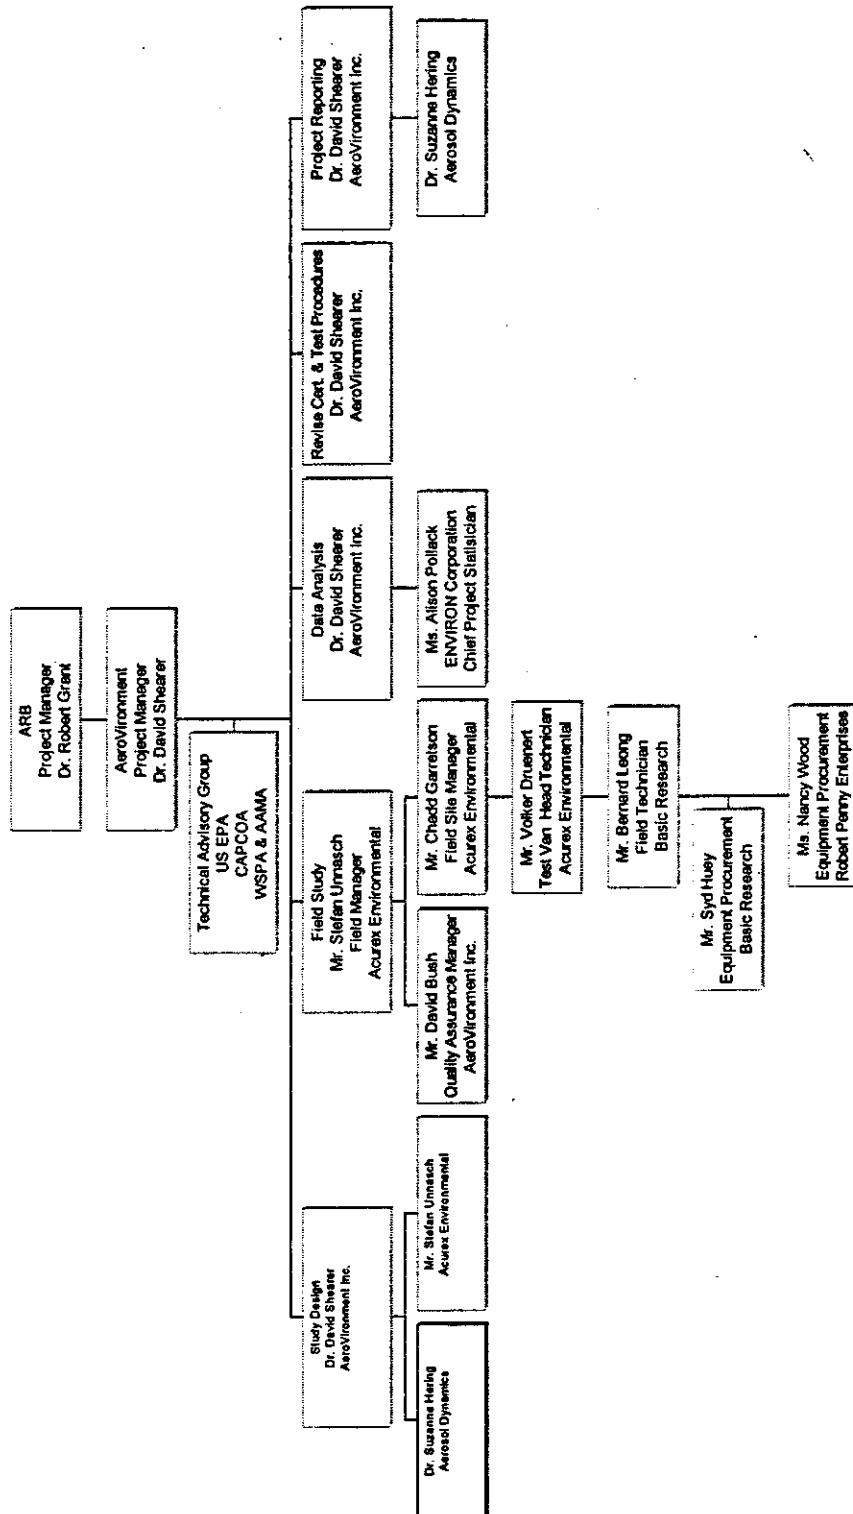 ARB
Project Manager
Dr. Robert Grant
AeroVironment
Project Manager
Dr. David Shearer
Technical Advisory Group
US EPA
CAPCOA
WSPA & AAMA
Study Design
Dr. David Shearer
AeroVironment Inc.
Field Study
Mr. Stefan Unnasch
Field Manager
Acurex Environmental
Data Analysis
Dr. David Shearer
AeroVironment Inc.
Revise Cert. & Test Procedures
Dr. David Shearer
AeroVironment Inc.
Project Reporting
Dr. David Shearer
AeroVironment Inc.
Dr. Suzanne Hering
Aerosol Dynamics
Mr. Stefan Unnasch
Acurex Environmental
Mr. David Bush
Quality Assurance Manager
AeroVironment Inc.
Mr. Chadd Garretson
Field Site Manager
Acurex Environmental
Ms. Alison Pollack
ENVIRON Corporation
Chief Project Statisician
Dr. Suzanne Hering
Aerosol Dynamics
Mr. Volker Druenert
Test Van Head Technician
Acurex Environmental
Mr. Bernard Leong
Field Technician
Basic Research
Mr. Syd Huey
Equipment Procurement
Basic Research
Ms. Nancy Wood
Equipment Procurement
Robert Penny Enterprises